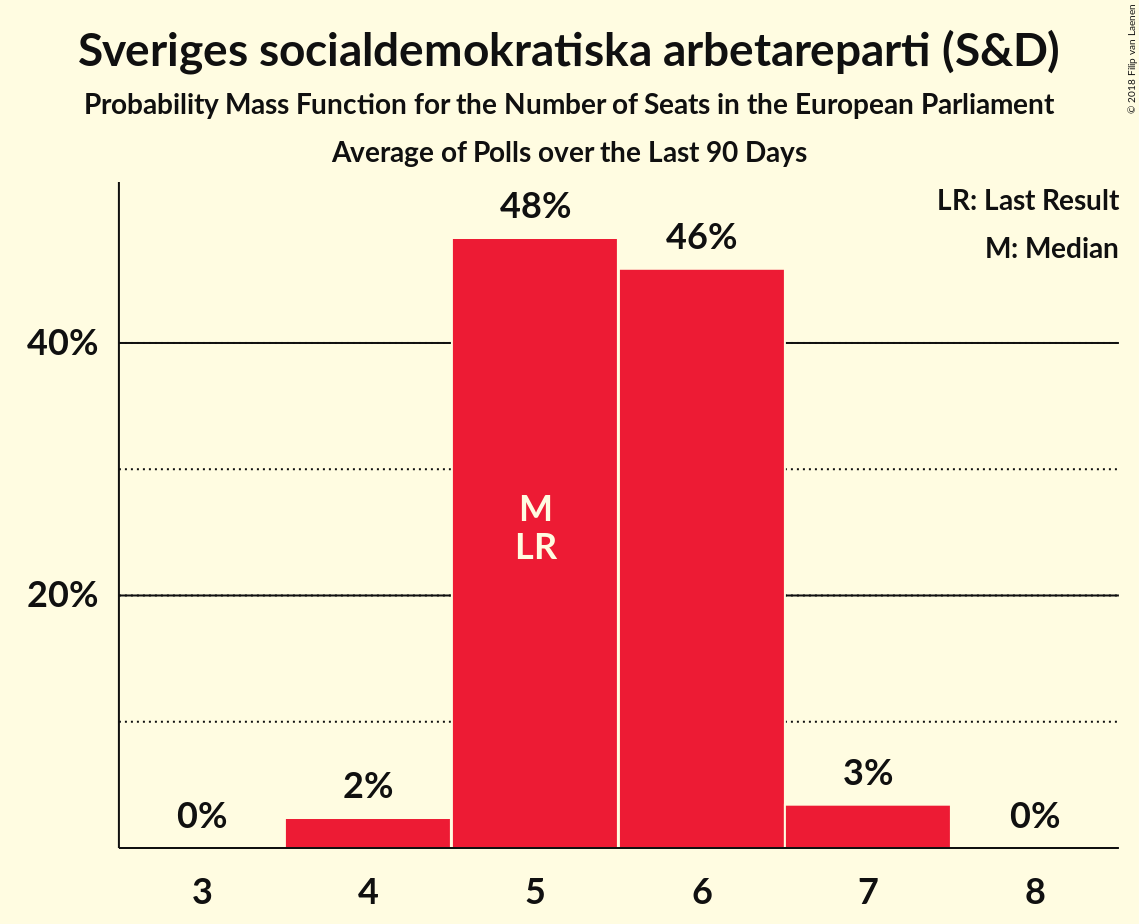 Sveriges socialdemokratiska arbetareparti (S&D)
Probability Mass Function for the Number of Seats in the European Parliament
Average of Polls over the Last 90 Days
© 2018 Filip van Laenen
LR: Last Result
M: Median
48%
46%
40%
M
LR
20%
2%
3%
0%
0%
3 4 5 6 7 8